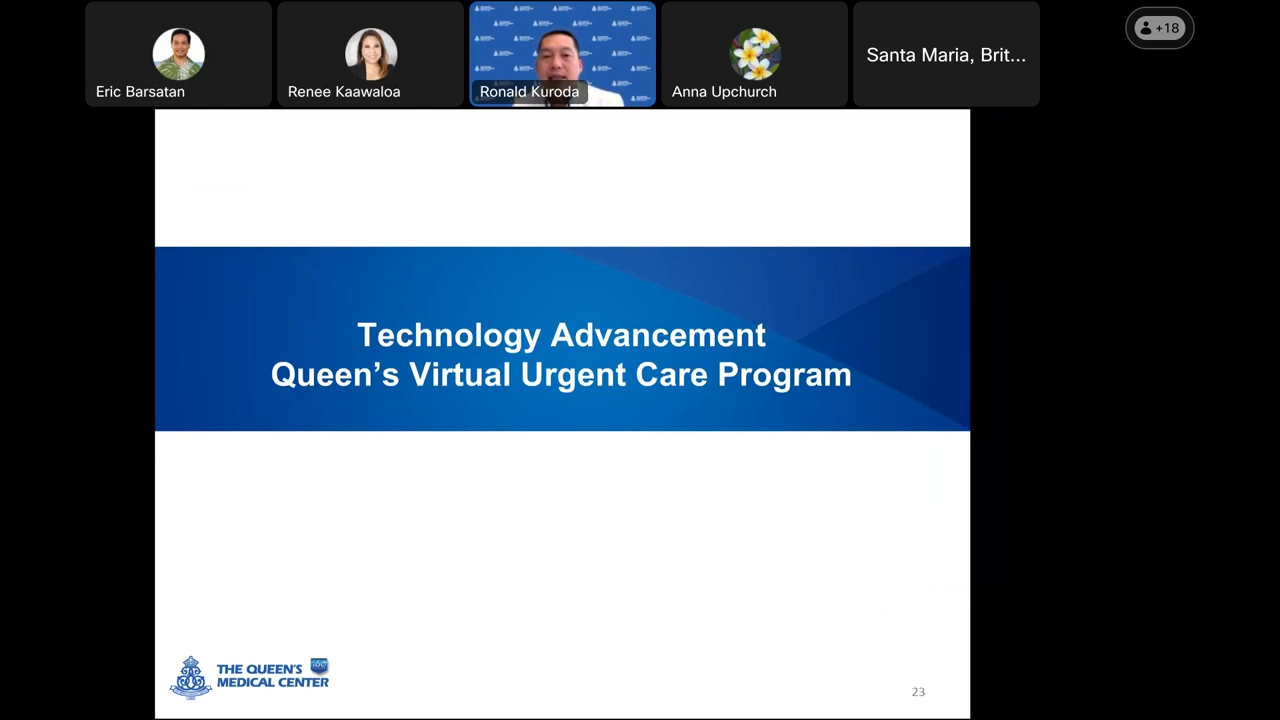 Eric Barsatan
Renee Kaawaloa
Ronald Kuroda
Anna Upchurch
Santa Maria, Brit...
+18
Technology Advancement
Queen’s Virtual Urgent Care Program
THE QUEEN'S
MEDICAL CENTER
23